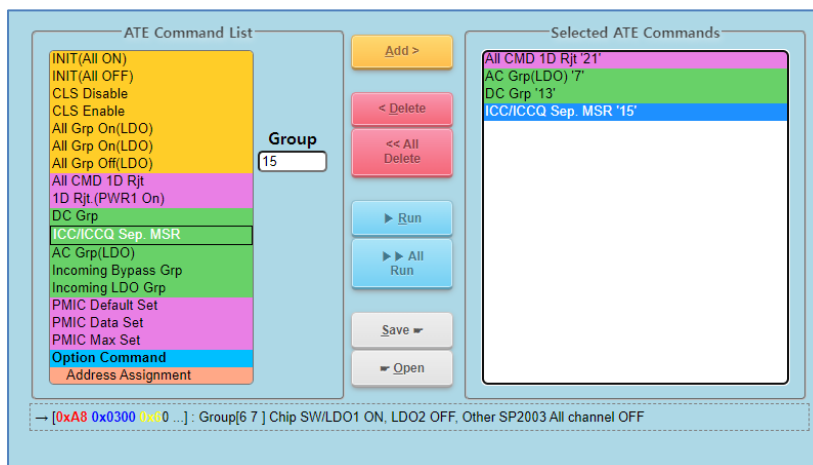 ATE Command List
INIT(All ON)
INIT(All OFF)
CLS Disable
CLS Enable
All Grp On(LDO)
All Grp On(LDO)
All Grp Off(LDO)
All CMD 1D Rjt
1D Rjt.(PWR1 On)
DC Grp
ICC/ICCQ Sep. MSR
AC Grp(LDO)
Incoming Bypass Grp
Incoming LDO Grp
PMIC Default Set
PMIC Data Set
PMIC Max Set
Option Command
Address Assignment
Group
15
Add >
< Delete
<< All
Delete
▶ Run
▶▶ All
Run
Save ☛
☛ Open
Selected ATE Commands
All CMD 1D Rjt '21'
AC Grp(LDO) '7'
DC Grp '13'
ICC/ICCQ Sep. MSR '15'
→ [0xA8 0x0300 0x60 ...] : Group[6 7 ] Chip SW/LDO1 ON, LDO2 OFF, Other SP2003 All channel OFF